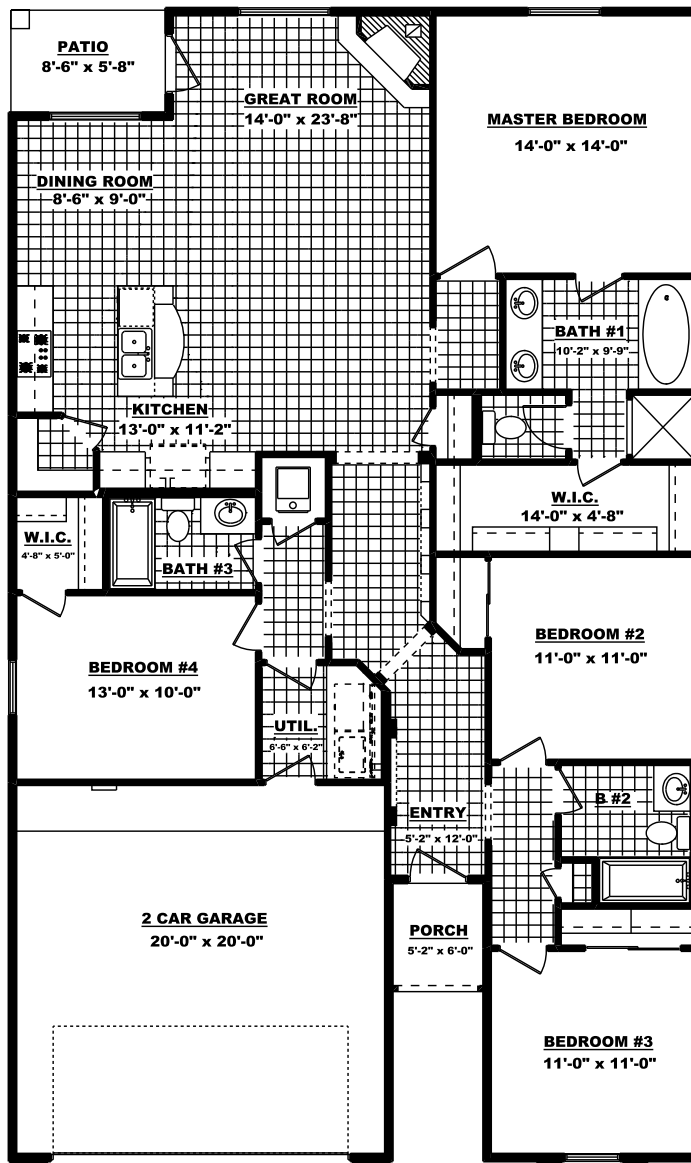 PATIO
8'-6" x 5'-8"
GREAT ROOM
14'-0" x 23'-8"
MASTER BEDROOM
14'-0" x 14'-0"
DINING ROOM
8'-6" x 9'-0"
BATH #1
10'-2" x 9'-9"
KITCHEN
13'-0" x 11'-2"
W.I.C.
14'-0" x 4'-8"
W.I.C.
4'-8" x 5'-0"
BATH #3
BEDROOM #2
11'-0" x 11'-0"
BEDROOM #4
13'-0" x 10'-0"
UTIL.
6'-6" x 6'-2"
B #2
ENTRY
5'-2" x 12'-0"
2 CAR GARAGE
20'-0" x 20'-0"
PORCH
5'-2" x 6'-0"
BEDROOM #3
11'-0" x 11'-0"